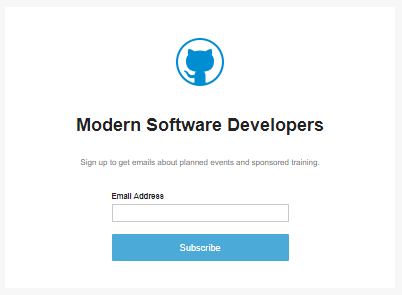 Modern Software Developers
Sign up to get emails about planned events and sponsored training.
Email Address
Subscribe